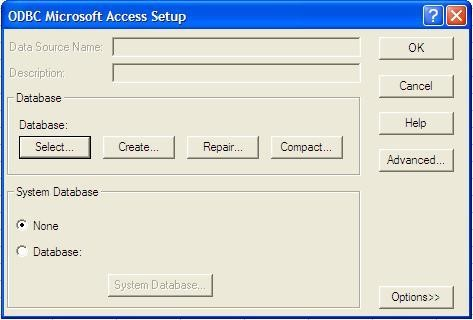 ODBC Microsoft Access Setup
Data Source Name:
OK
Description:
Cancel
Database
Database:
Help
Select... Create... Repair... Compact...
Advanced...
System Database
None
Database:
System Database...
Options>>